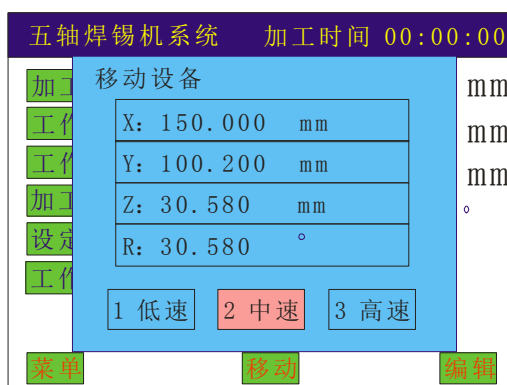 五轴焊锡机系统 加工时间 00:00:00
移动设备
加工
工作
工作
加工
设定
工作
X: 150.000 mm
Y: 100.200 mm
Z: 30.580 mm
R: 30.580 °
mm
mm
mm
°
1 低速 2 中速 3 高速
菜单 移动 编辑